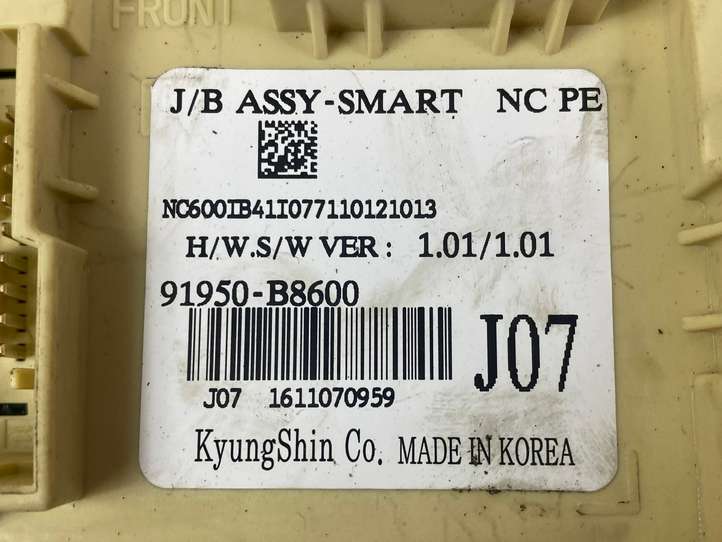 FRONT
J/B ASSY-SMART NC PE
NC600IB41I077110121013
H/W.S/W VER : 1.01/1.01
91950-B8600
J07
J07 1611070959
KyungShin Co. MADE IN KOREA